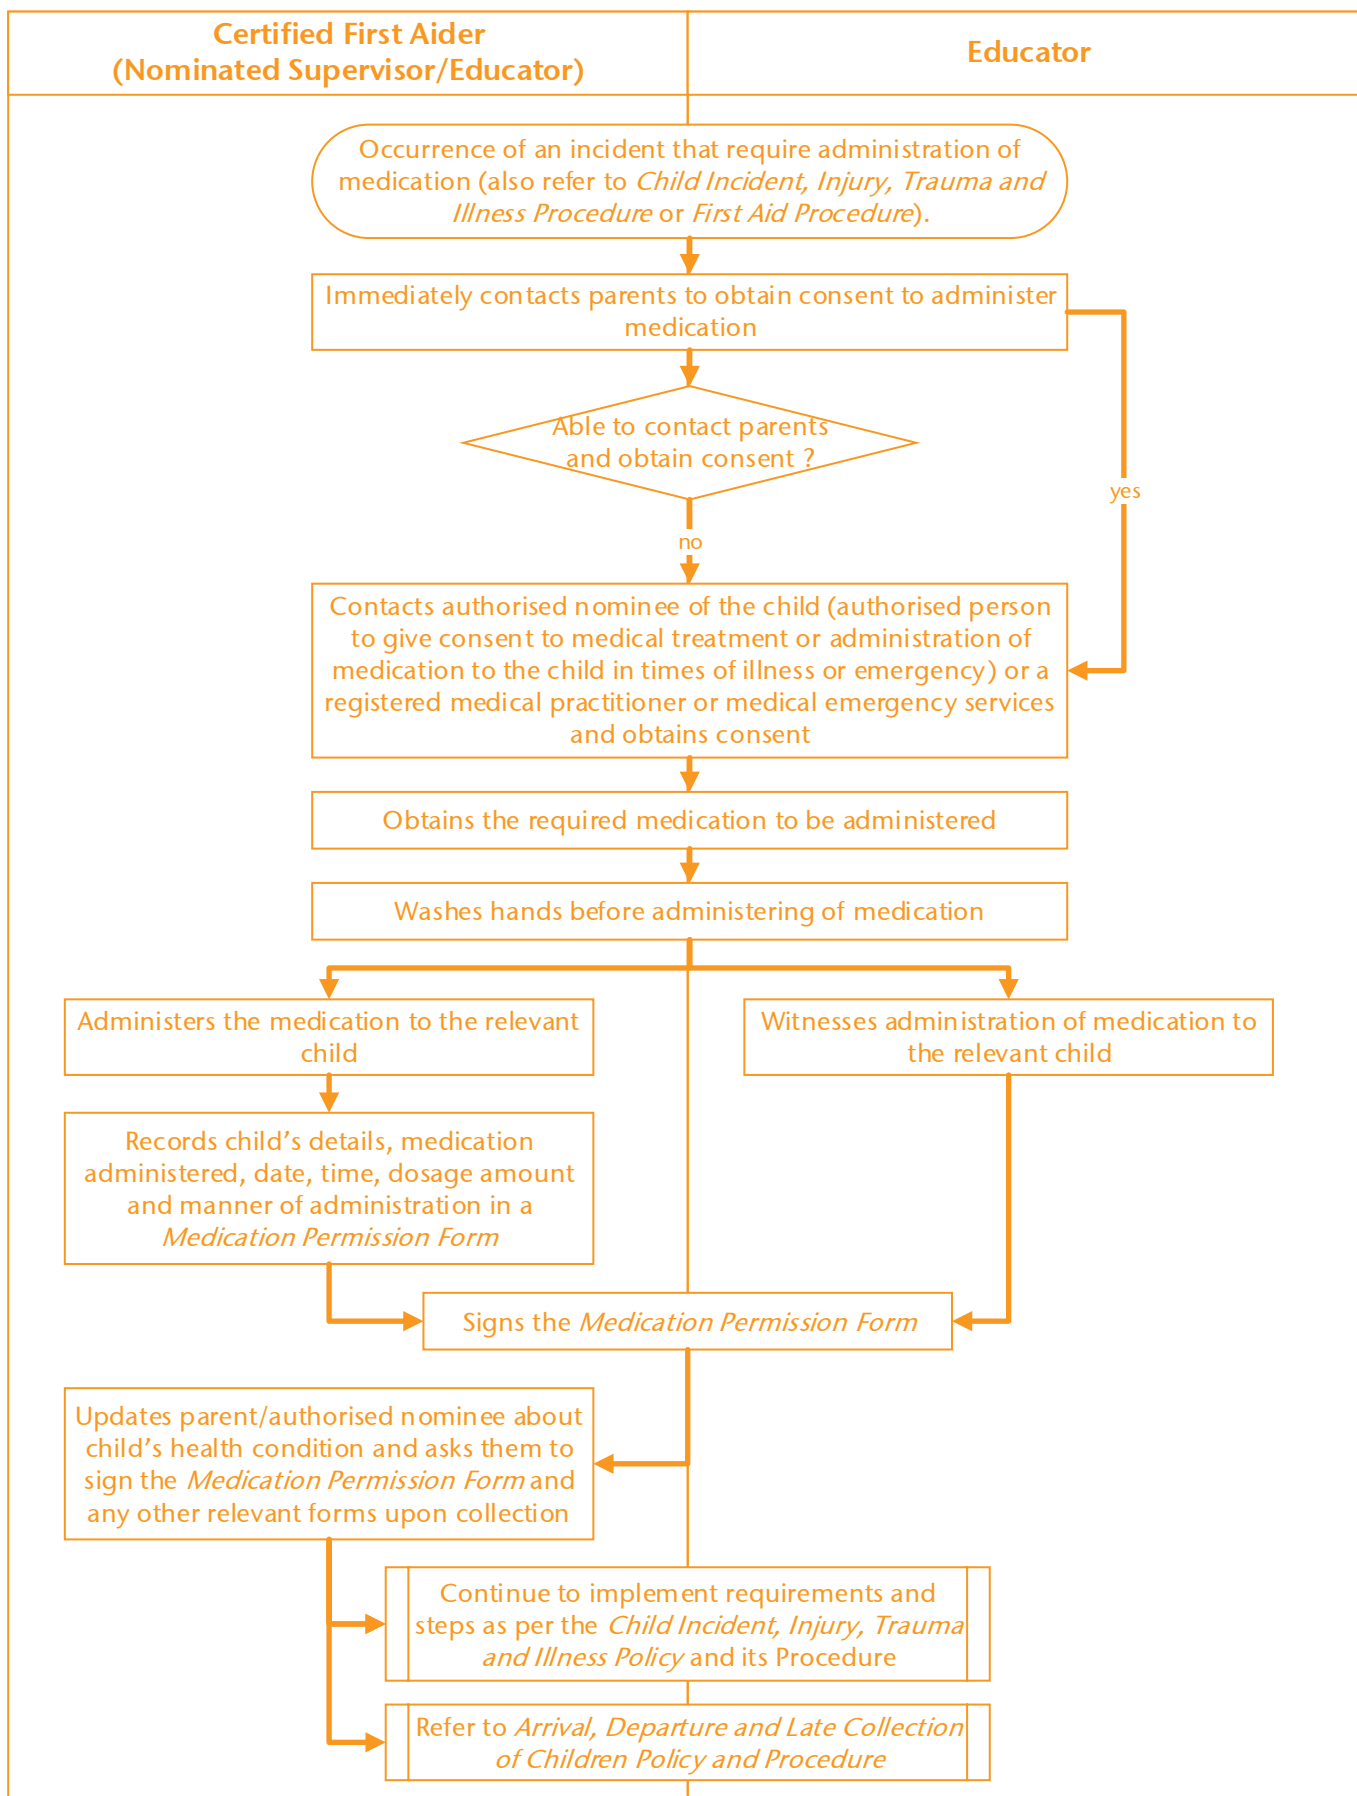 Certified First Aider
(Nominated Supervisor/Educator)
Educator
Occurrence of an incident that require administration of
medication (also refer to Child Incident, Injury, Trauma and
Illness Procedure or First Aid Procedure).
Immediately contacts parents to obtain consent to administer
medication
Able to contact parents
and obtain consent ?
yes
no
Contacts authorised nominee of the child (authorised person
to give consent to medical treatment or administration of
medication to the child in times of illness or emergency) or a
registered medical practitioner or medical emergency services
and obtains consent
Obtains the required medication to be administered
Washes hands before administering of medication
Administers the medication to the relevant
child
Witnesses administration of medication to
the relevant child
Records child's details, medication
administered, date, time, dosage amount
and manner of administration in a
Medication Permission Form
Signs the Medication Permission Form
Updates parent/authorised nominee about
child's health condition and asks them to
sign the Medication Permission Form and
any other relevant forms upon collection
Continue to implement requirements and
steps as per the Child Incident, Injury, Trauma
and Illness Policy and its Procedure
Refer to Arrival, Departure and Late Collection
of Children Policy and Procedure